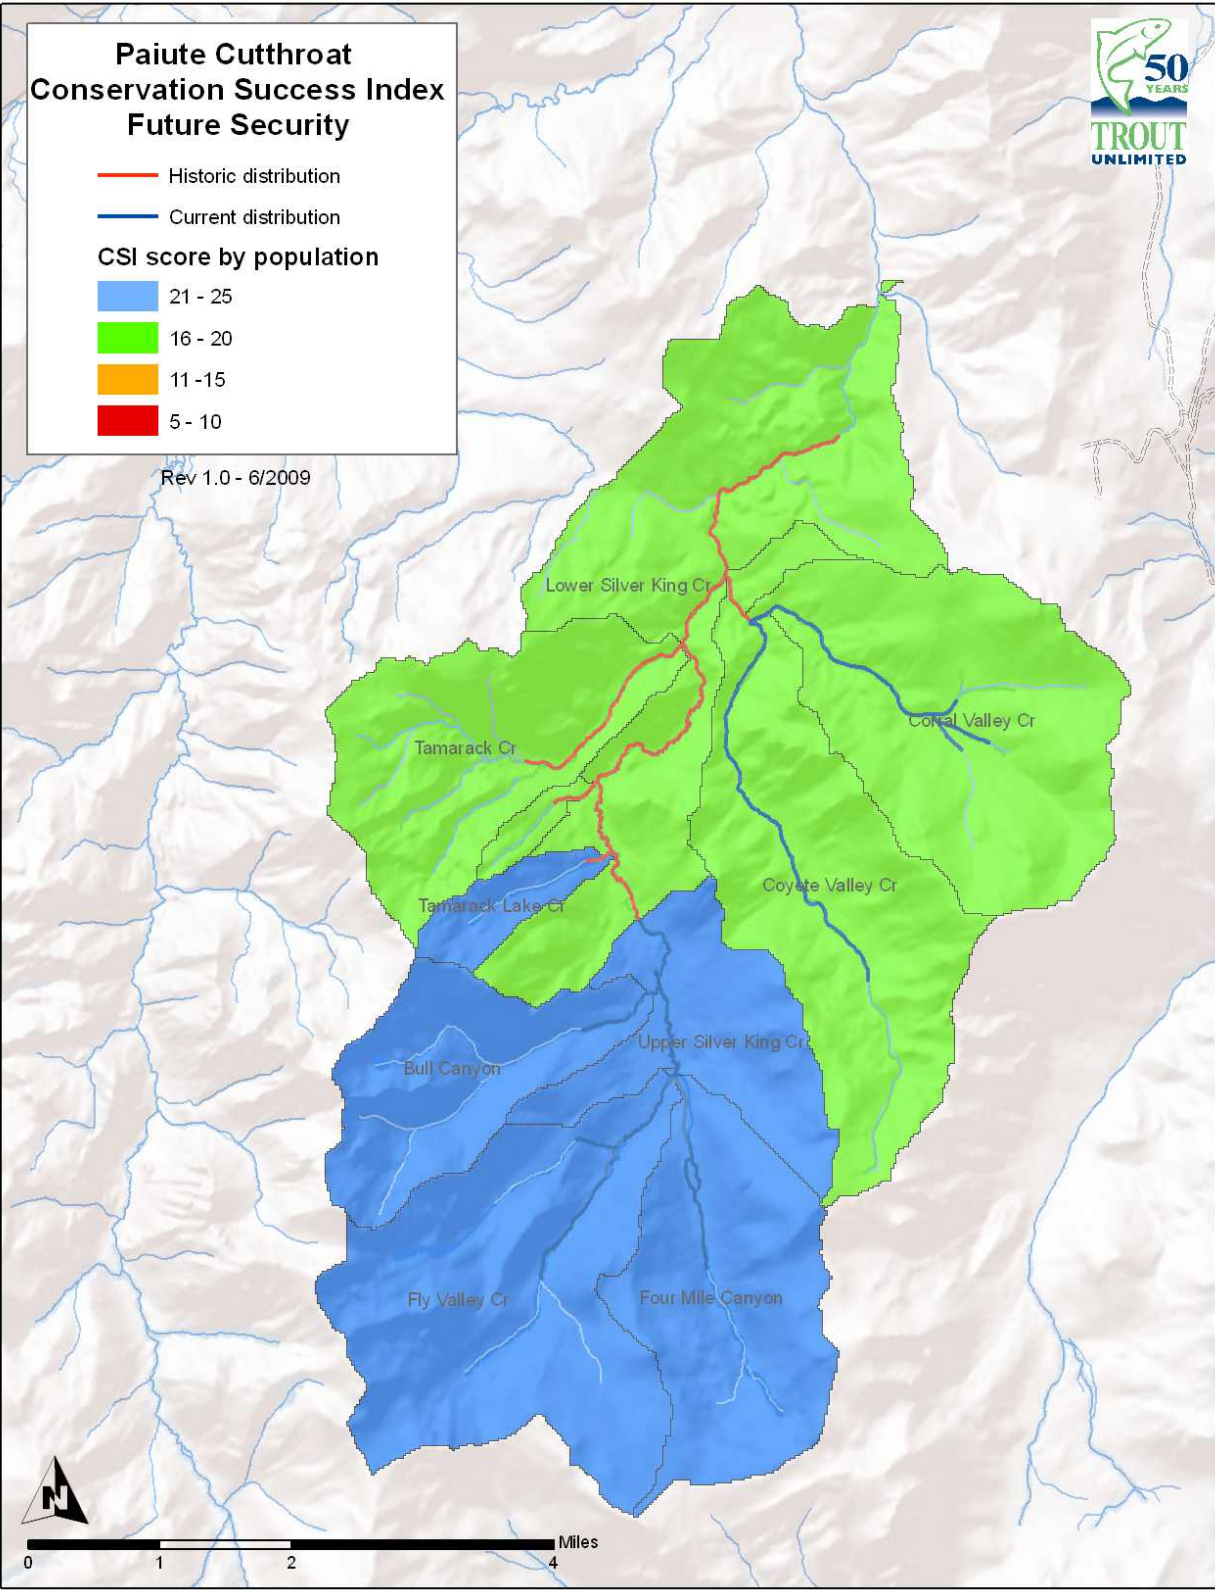 Paiute Cutthroat
Conservation Success Index
Future Security
Historic distribution
Current distribution
CSI score by population
21 - 25
16 - 20
11 -15
5 - 10
Rev 1.0 - 6/2009
50
YEARS
TROUT
UNLIMITED
Lower Silver King Cr
Corral Valley Cr
Tamarack Cr
Coyote Valley Cr
Tamarack Lake Cr
Upper Silver King Cr
Bull Canyon
Fly Valley Cr
Four Mile Canyon
N
Miles
0 1 2 4